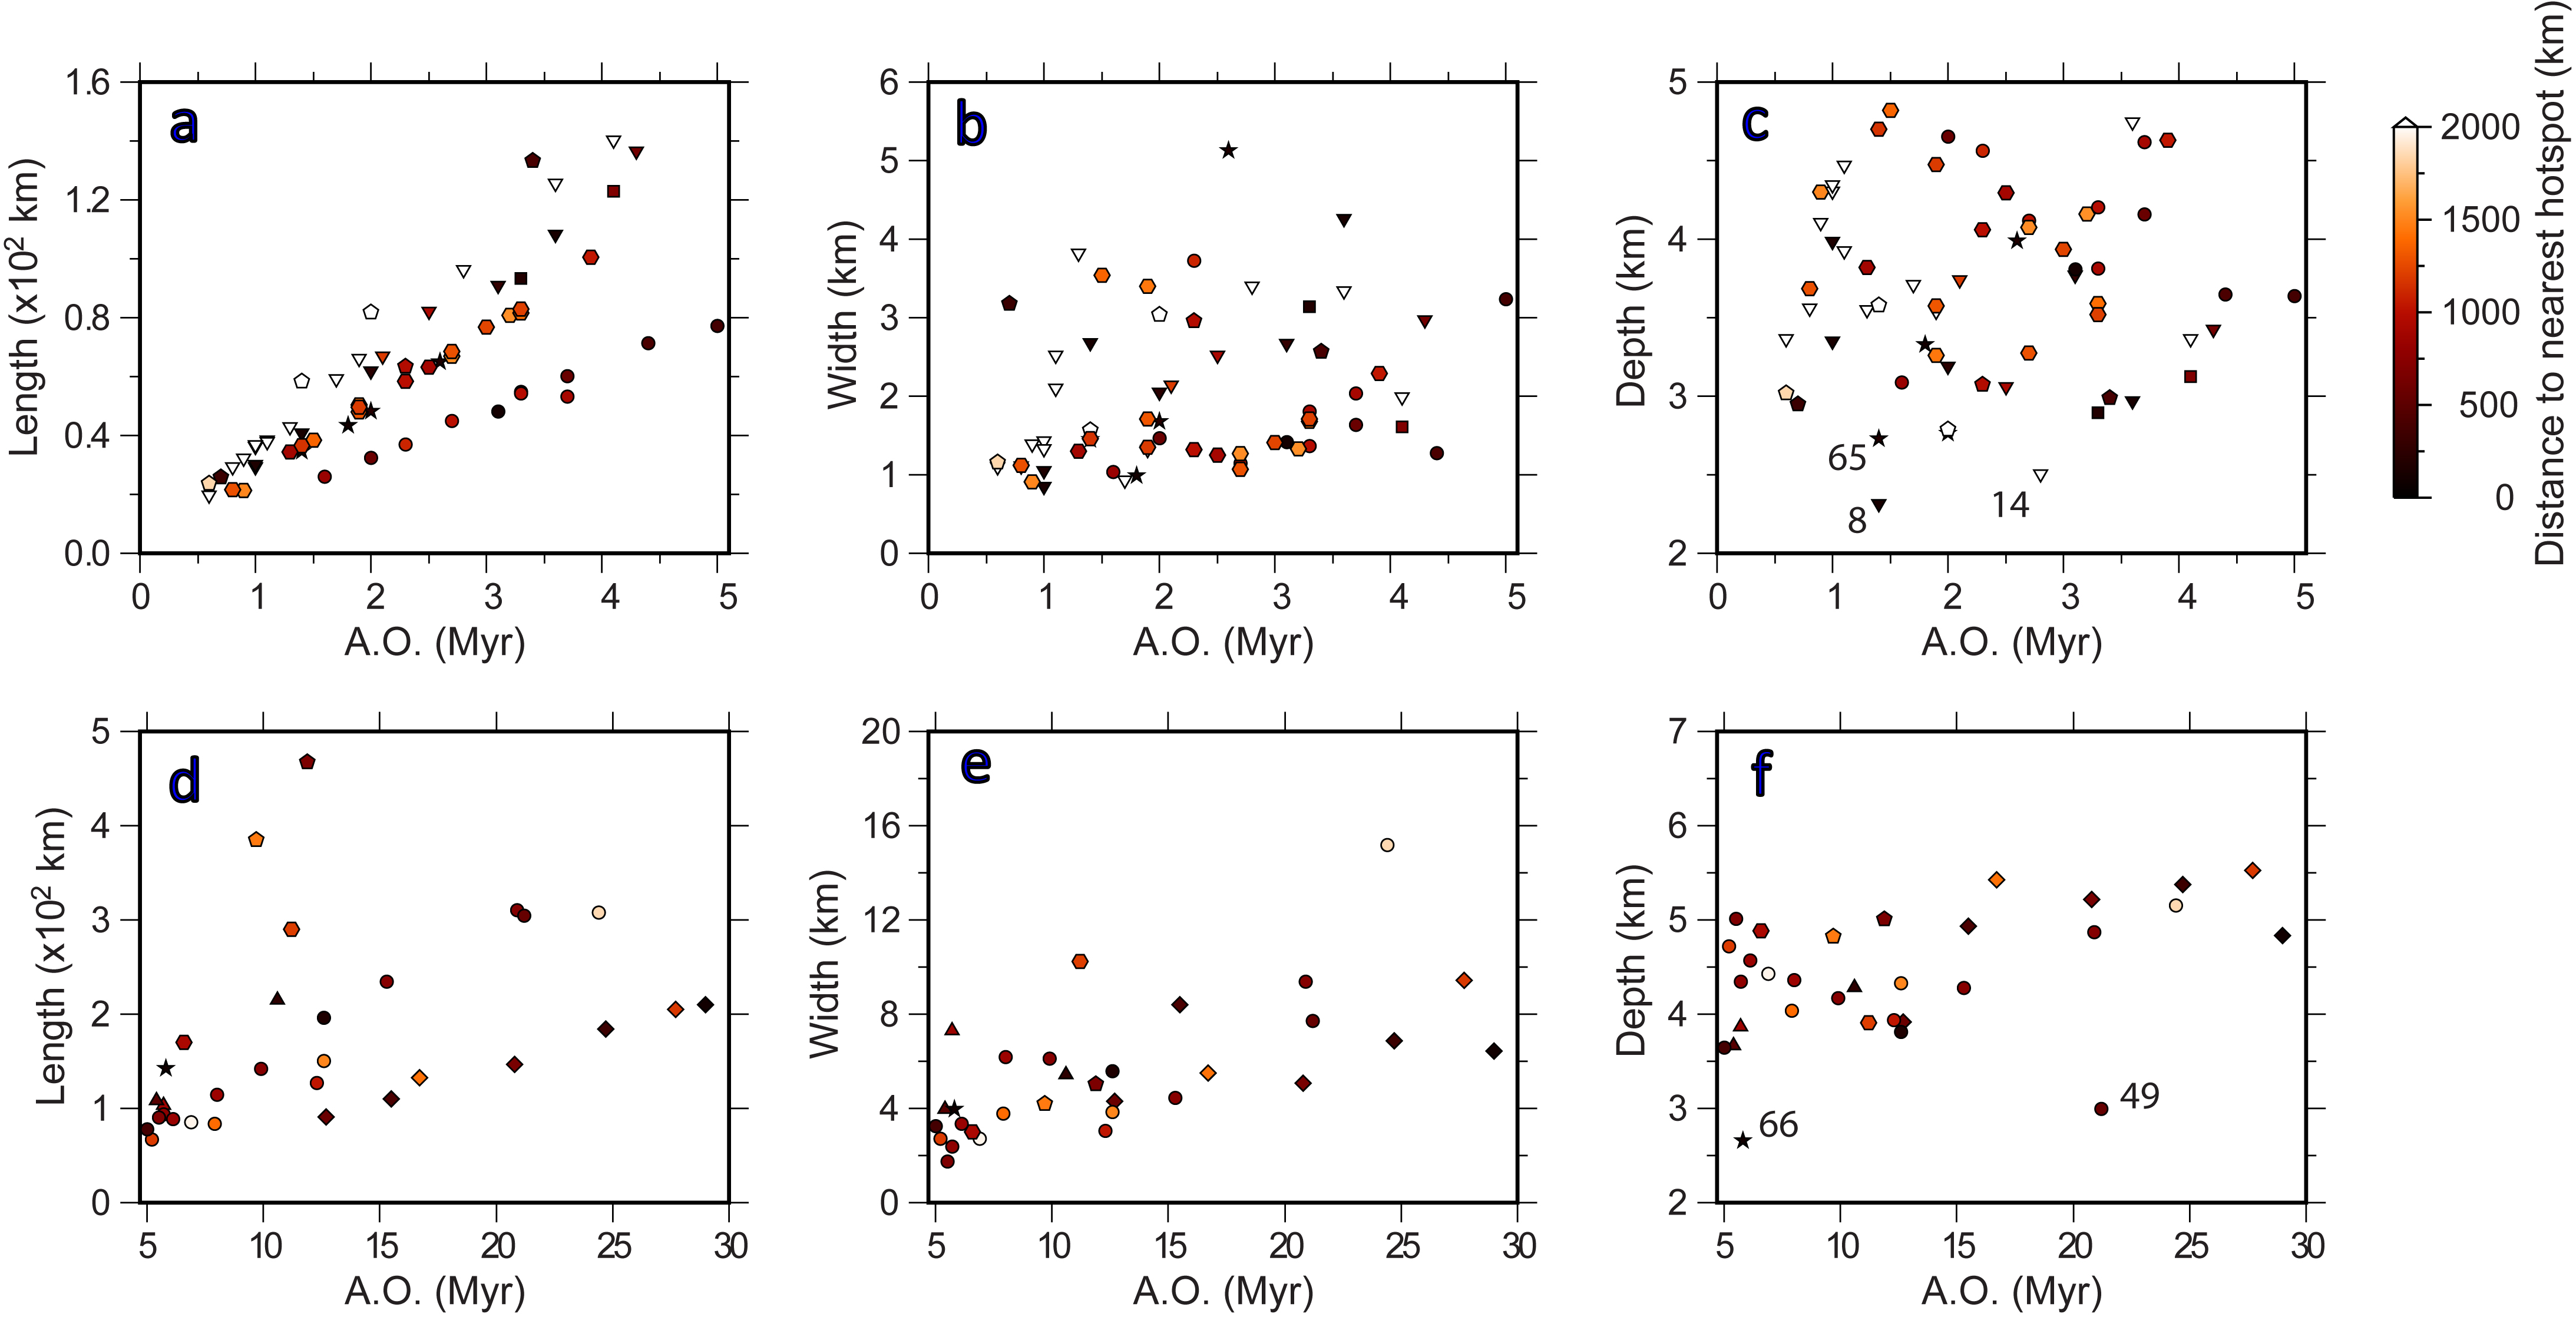 a
1.6
1.2
0.8
0.4
0.0
Length (x10² km)
0 1 2 3 4 5
A.O. (Myr)
b
6
5
4
3
2
1
0
Width (km)
0 1 2 3 4 5
A.O. (Myr)
c
5
4
3
2
Depth (km)
65
8
14
0 1 2 3 4 5
A.O. (Myr)
2000
1500
1000
500
0
Distance to nearest hotspot (km)
d
5
4
3
2
1
0
Length (x10² km)
5 10 15 20 25 30
A.O. (Myr)
e
20
16
12
8
4
0
Width (km)
5 10 15 20 25 30
A.O. (Myr)
f
7
6
5
4
3
2
Depth (km)
66
49
5 10 15 20 25 30
A.O. (Myr)